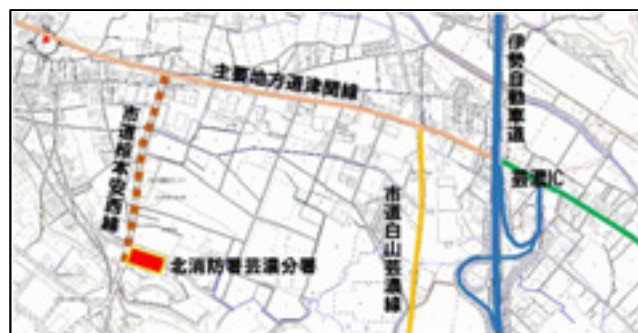 伊勢自動車道
主要地方道津関線
市道椋本安西線
芸濃IC
市道白山芸濃線
北消防署芸濃分署